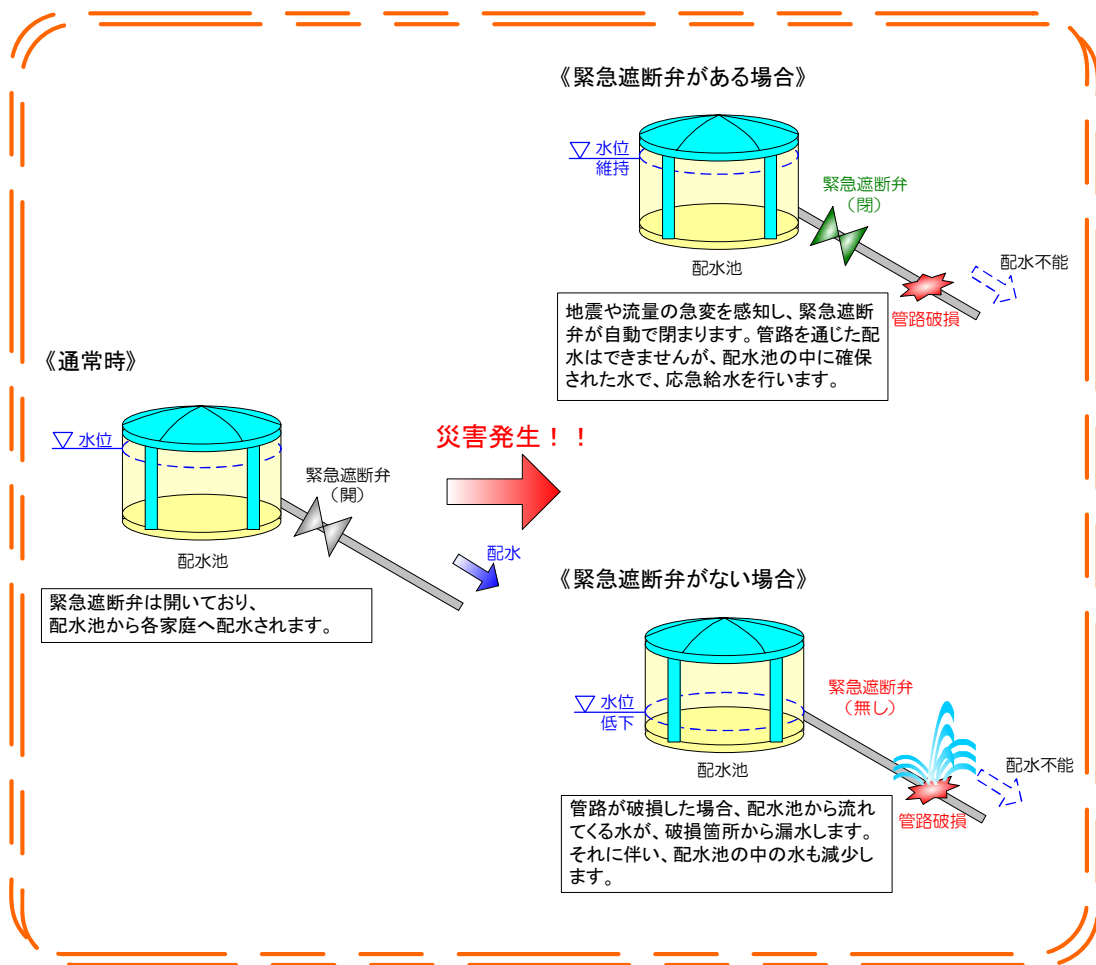 《通常時》
▽ 水位
緊急遮断弁
(開)
配水池
配水
緊急遮断弁は開いており、
配水池から各家庭へ配水されます。
災害発生！！
《緊急遮断弁がある場合》
▽ 水位
維持
緊急遮断弁
(閉)
配水池
配水不能
管路破損
地震や流量の急変を感知し、緊急遮断
弁が自動で閉まります。管路を通じた配
水はできませんが、配水池の中に確保
された水で、応急給水を行います。
《緊急遮断弁がない場合》
▽ 水位
低下
緊急遮断弁
(無し)
配水池
配水不能
管路破損
管路が破損した場合、配水池から流れ
てくる水が、破損箇所から漏水します。
それに伴い、配水池の中の水も減少し
ます。